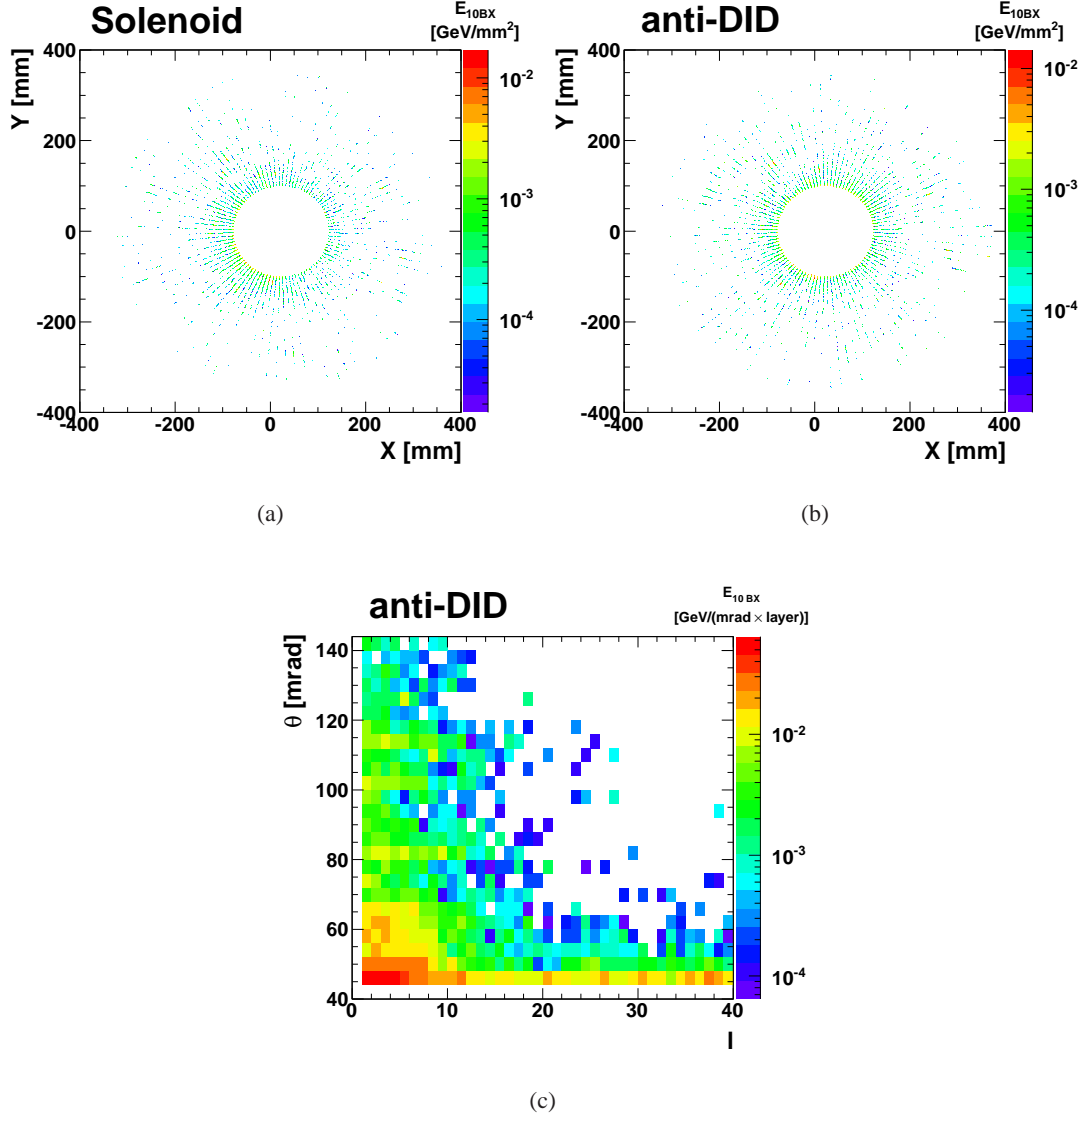 Solenoid
E10BX
[GeV/mm2]
Y [mm]
400
200
0
-200
-400
-400
-200
0
200
400
X [mm]
10-2
10-3
10-4
(a)
anti-DID
E10BX
[GeV/mm2]
Y [mm]
400
200
0
-200
-400
-400
-200
0
200
400
X [mm]
10-2
10-3
10-4
(b)
anti-DID
E10 BX
[GeV/(mrad × layer)]
θ [mrad]
140
120
100
80
60
40
0
10
20
30
40
l
10-2
10-3
10-4
(c)